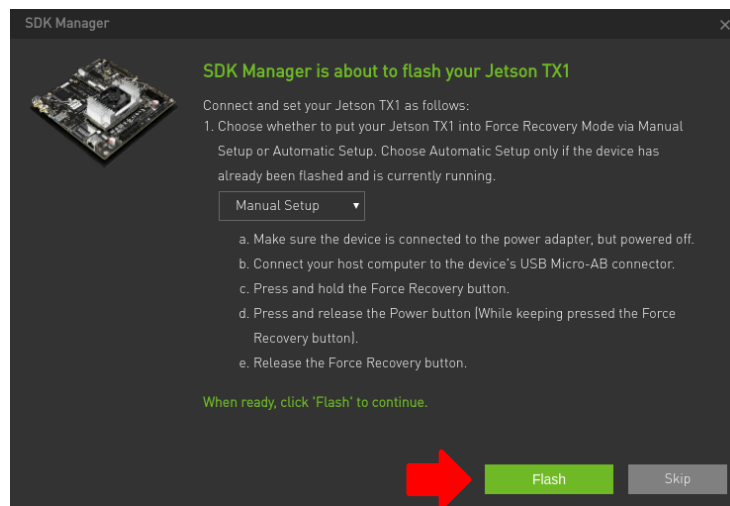 SDK Manager
SDK Manager is about to flash your Jetson TX1
Connect and set your Jetson TX1 as follows:
1. Choose whether to put your Jetson TX1 into Force Recovery Mode via Manual
Setup or Automatic Setup. Choose Automatic Setup only if the device has
already been flashed and is currently running.
Manual Setup
a. Make sure the device is connected to the power adapter, but powered off.
b. Connect your host computer to the device's USB Micro-AB connector.
c. Press and hold the Force Recovery button.
d. Press and release the Power button (While keeping pressed the Force
Recovery button).
e. Release the Force Recovery button.
When ready, click 'Flash' to continue.
Flash
Skip